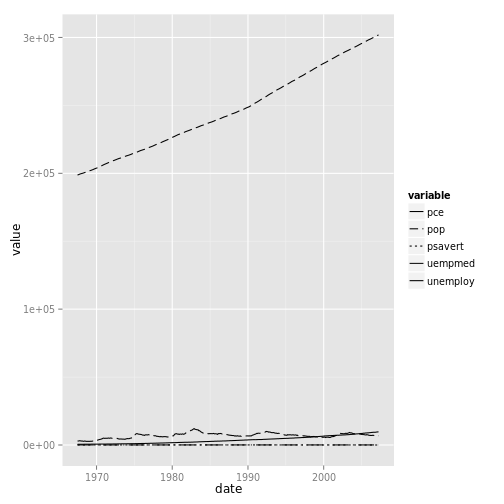 3e+05
2e+05
1e+05
0e+00
value
1970
1980
1990
2000
date
variable
pce
pop
psavert
uempmed
unemploy